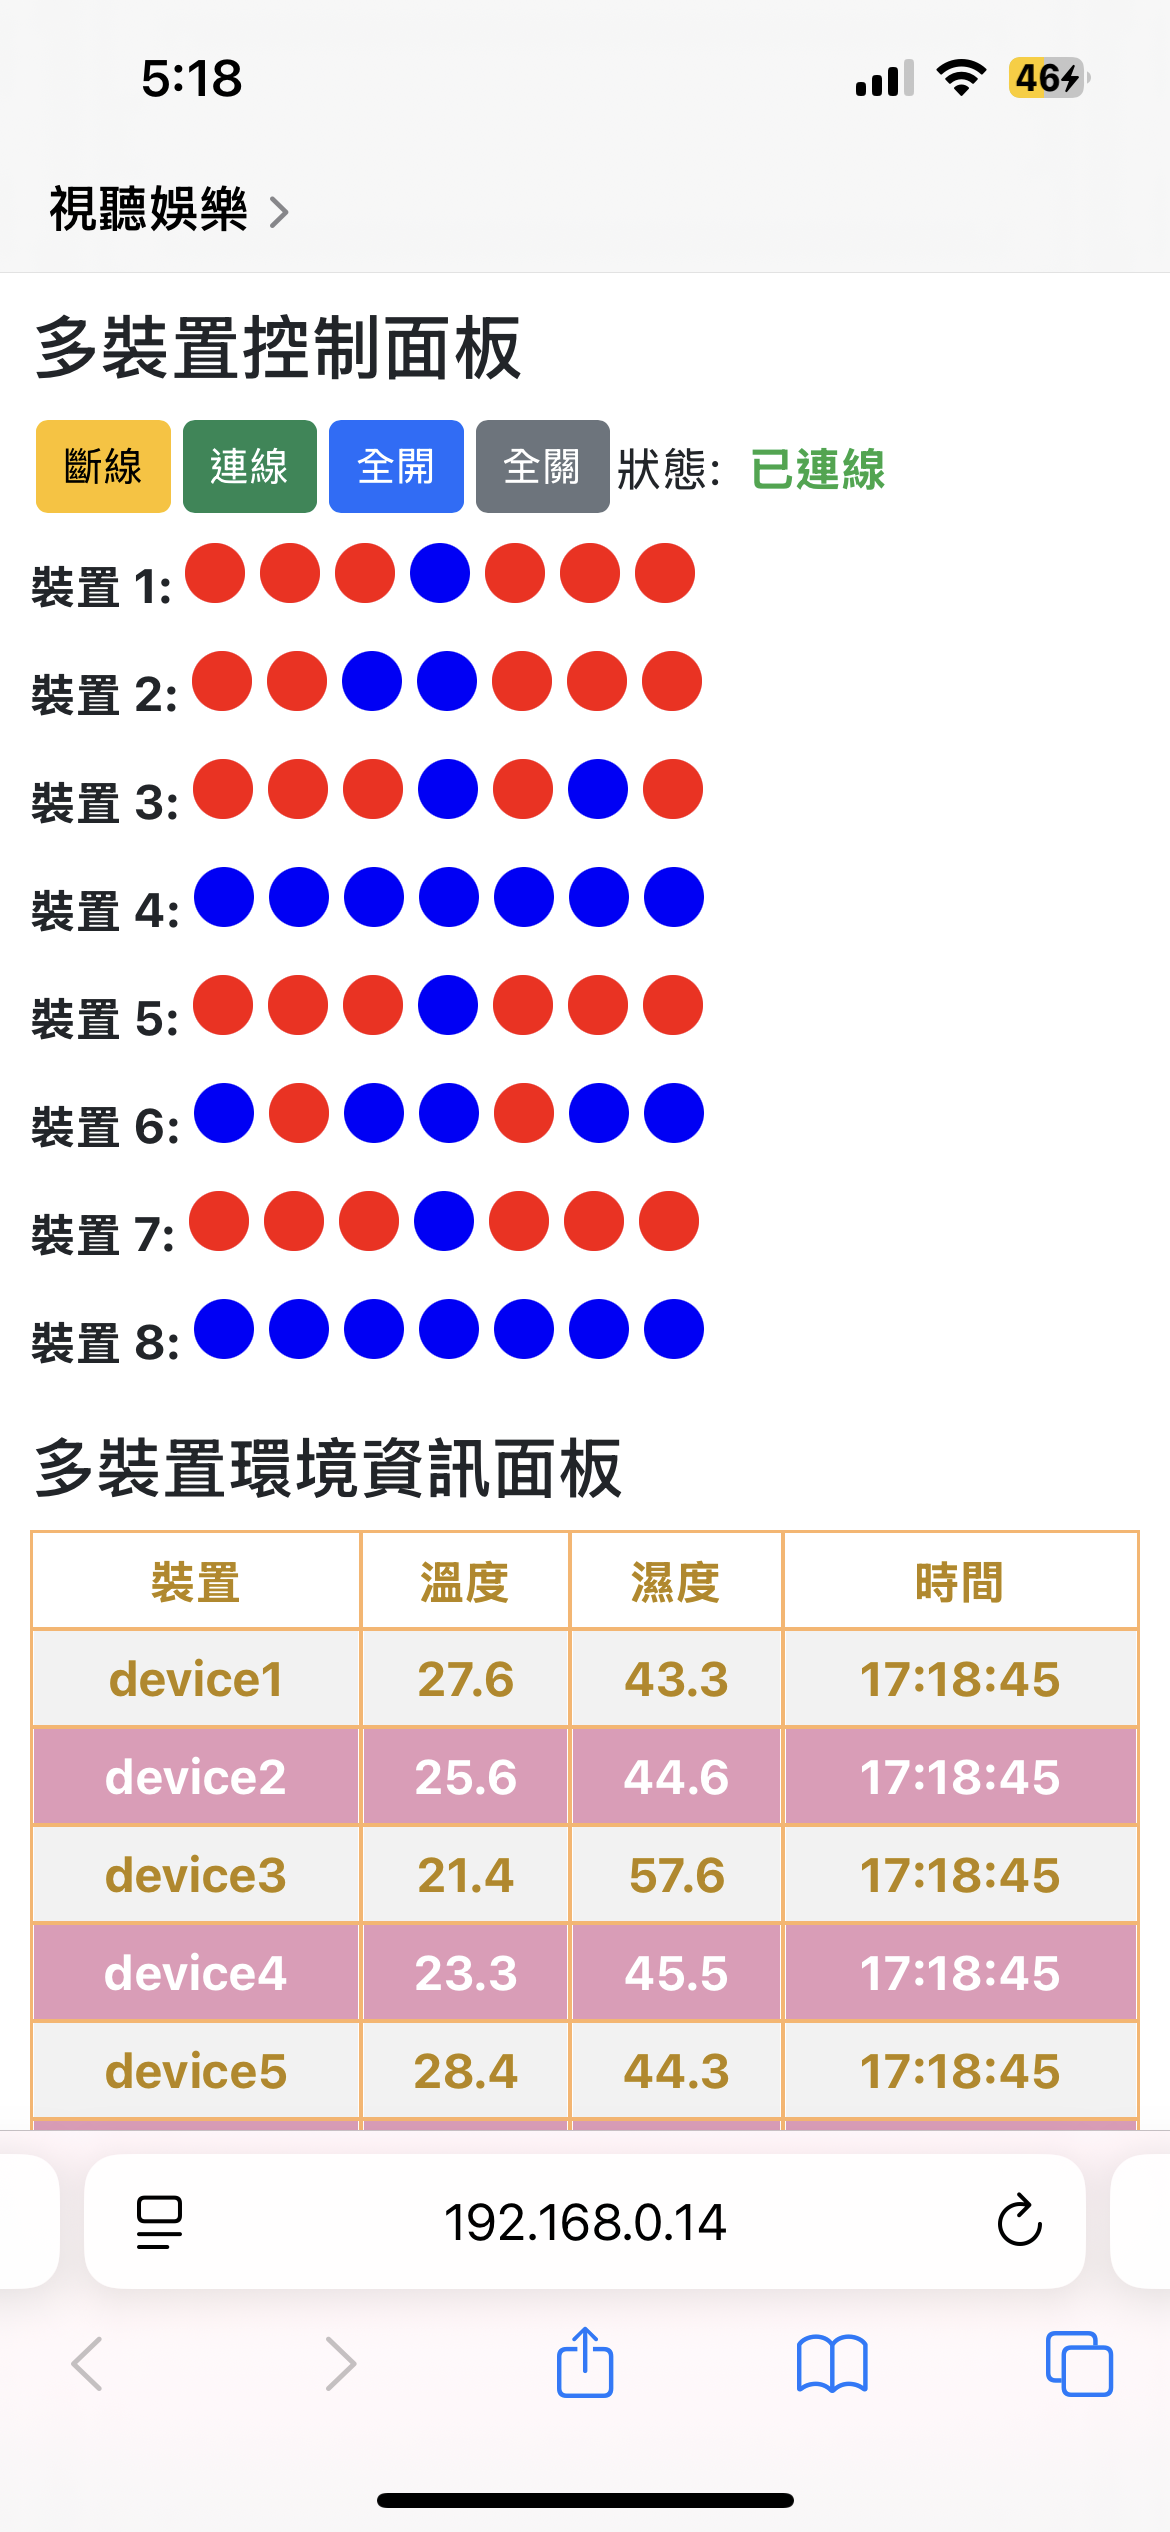 5:18 46
視聽娛樂
多裝置控制面板
斷線 連線 全開 全關 狀態: 已連線
裝置 1:
裝置 2:
裝置 3:
裝置 4:
裝置 5:
裝置 6:
裝置 7:
裝置 8:
多裝置環境資訊面板
裝置 溫度 濕度 時間
device1 27.6 43.3 17:18:45
device2 25.6 44.6 17:18:45
device3 21.4 57.6 17:18:45
device4 23.3 45.5 17:18:45
device5 28.4 44.3 17:18:45
192.168.0.14